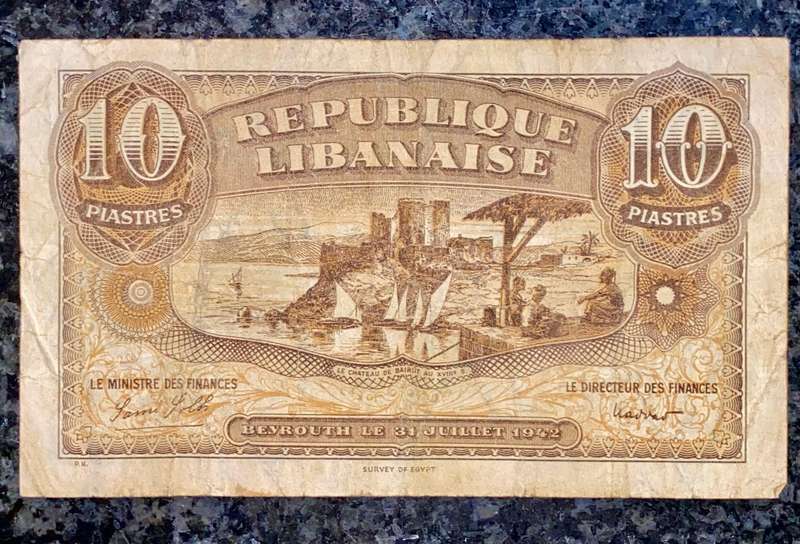 10
PIASTRES
REPUBLIQUE
LIBANAISE
10
PIASTRES
LE CHATEAU DE BAIRUT AU XVIIIE S
LE MINISTRE DES FINANCES
LE DIRECTEUR DES FINANCES
BEYROUTH LE 31 JUILLET 1942
SURVEY OF EGYPT